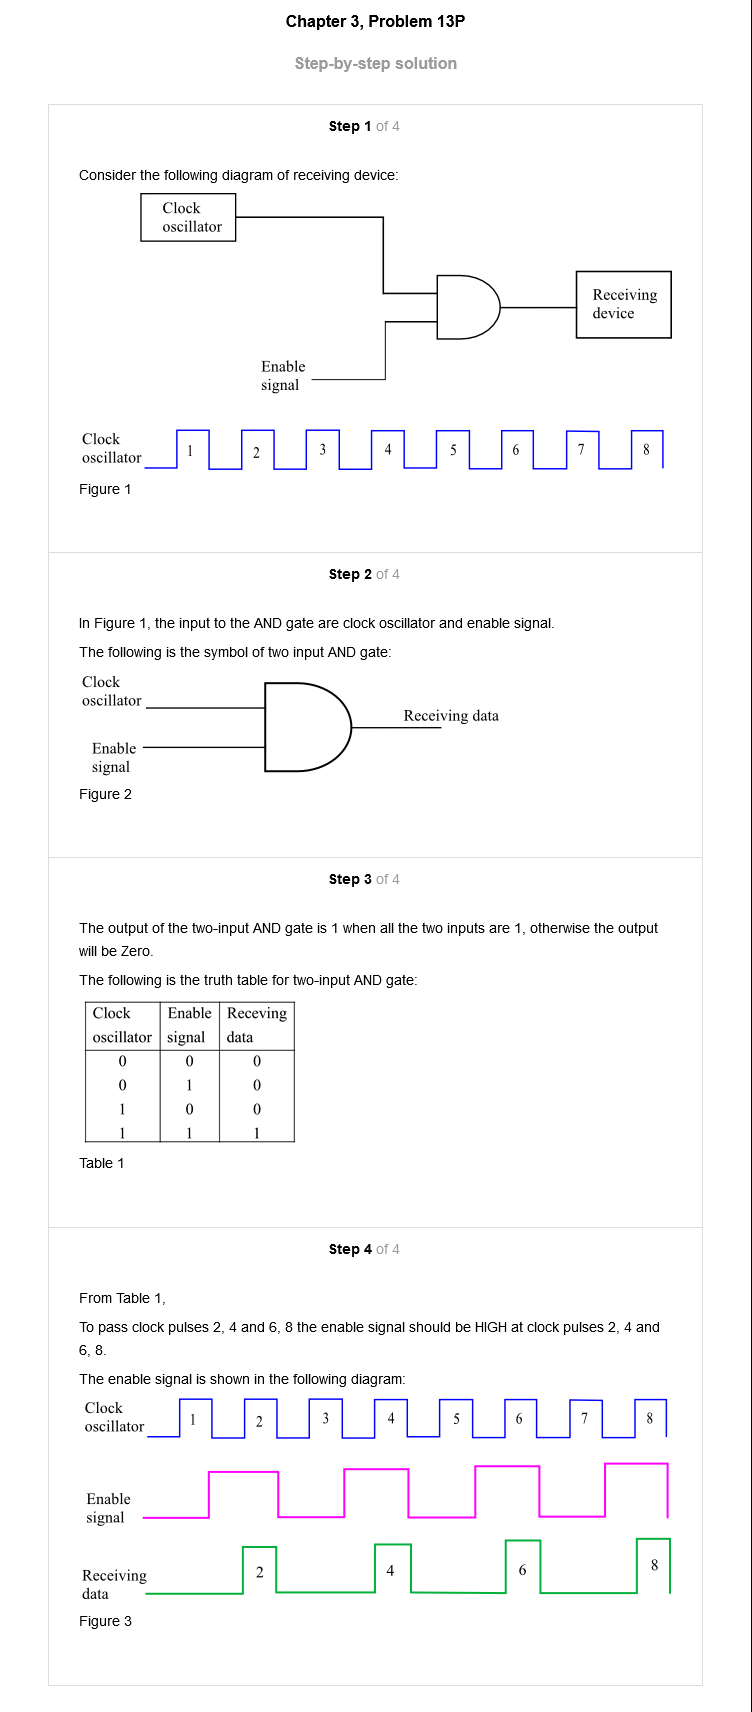 Chapter 3, Problem 13P
Step-by-step solution
Step 1 of 4
Consider the following diagram of receiving device:
Clock
oscillator
Receiving
device
Enable
signal
Clock
oscillator
1 2 3 4 5 6 7 8
Figure 1
Step 2 of 4
In Figure 1, the input to the AND gate are clock oscillator and enable signal.
The following is the symbol of two input AND gate:
Clock
oscillator
Receiving data
Enable
signal
Figure 2
Step 3 of 4
The output of the two-input AND gate is 1 when all the two inputs are 1, otherwise the output
will be Zero.
The following is the truth table for two-input AND gate:
Clock Enable Receving
oscillator signal data
0 0 0
0 1 0
1 0 0
1 1 1
Table 1
Step 4 of 4
From Table 1,
To pass clock pulses 2, 4 and 6, 8 the enable signal should be HIGH at clock pulses 2, 4 and
6, 8.
The enable signal is shown in the following diagram:
Clock
oscillator
1 2 3 4 5 6 7 8
Enable
signal
Receiving
data
2 4 6 8
Figure 3